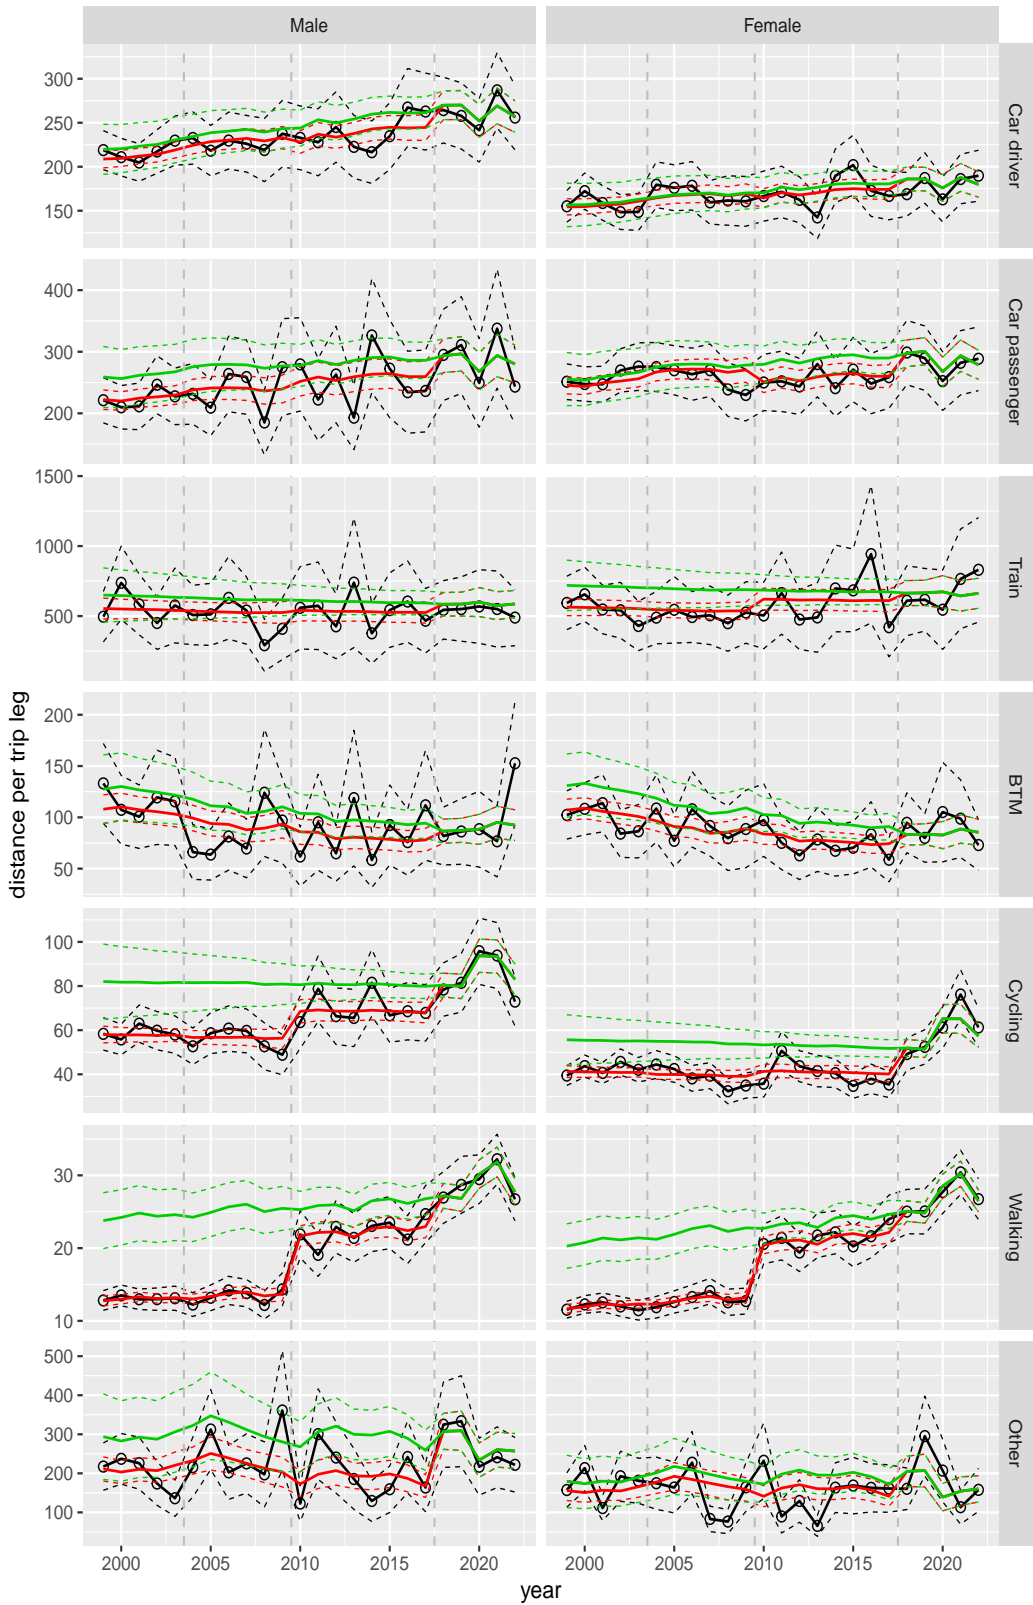 Male Female
300
250
200
150
Car driver
400
300
200
Car passenger
1500
1000
500
Train
200
150
100
50
BTM
100
80
60
40
Cycling
30
20
10
Walking
500
400
300
200
100
Other
distance per trip leg
2000 2005 2010 2015 2020 2000 2005 2010 2015 2020
year